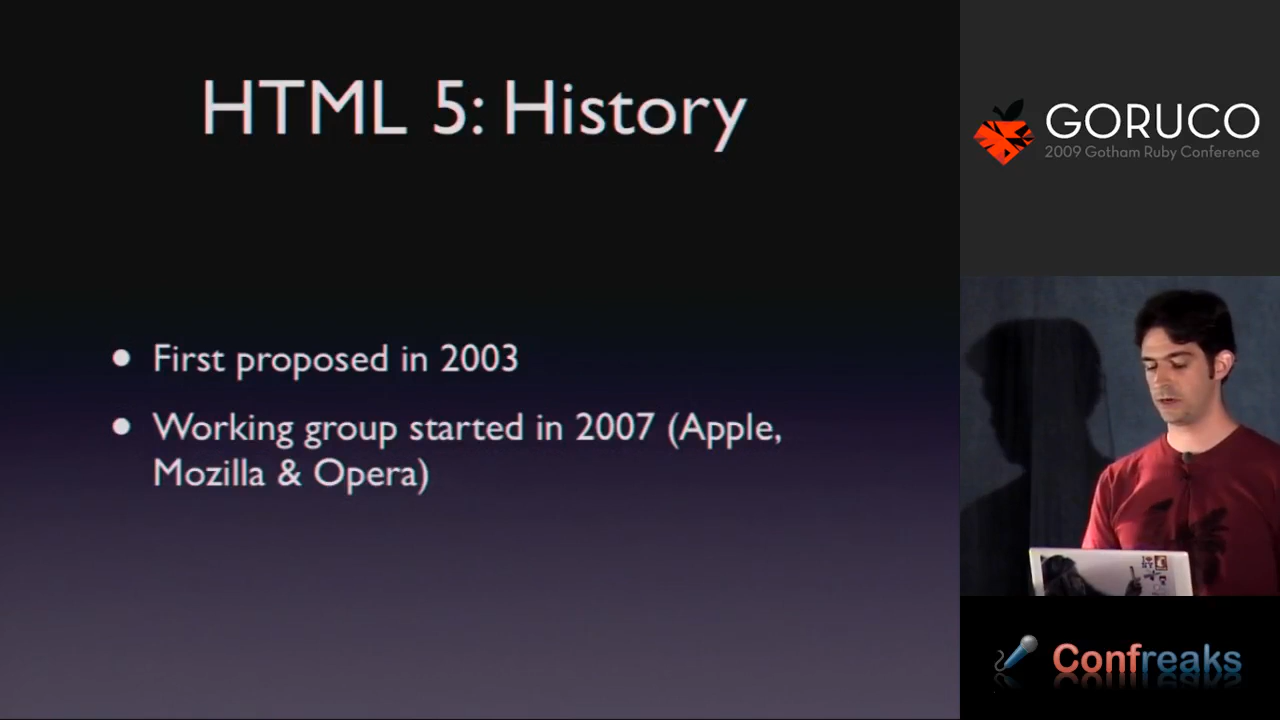 HTML 5: History
• First proposed in 2003
• Working group started in 2007 (Apple,
Mozilla & Opera)
GORUCO
2009 Gotham Ruby Conference
Confreaks